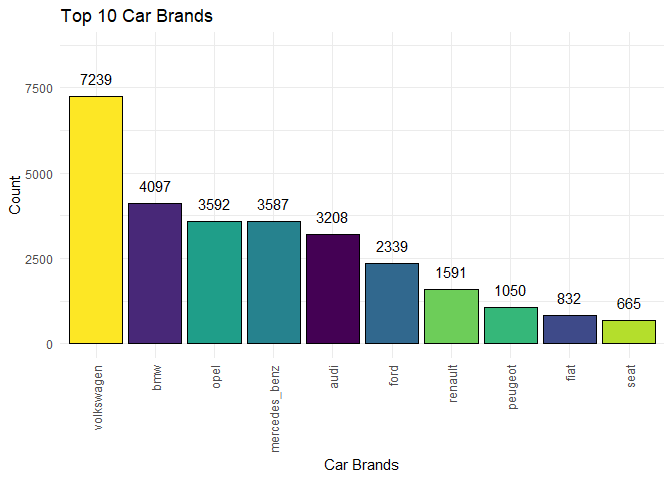 Top 10 Car Brands
7239
4097
3592
3587
3208
2339
1591
1050
832
665
7500
5000
2500
0
Count
volkswagen
bmw
opel
mercedes_benz
audi
ford
renault
peugeot
fiat
seat
Car Brands